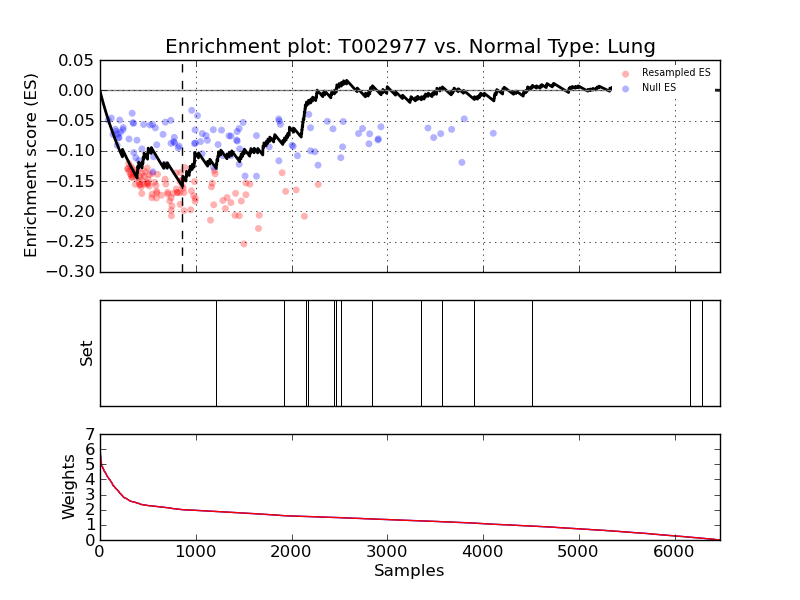 Enrichment plot: T002977 vs. Normal Type: Lung
Enrichment score (ES)
0.05
0.00
−0.05
−0.10
−0.15
−0.20
−0.25
−0.30
Resampled ES
Null ES
Set
Weights
7
6
5
4
3
2
1
0
0 1000 2000 3000 4000 5000 6000
Samples